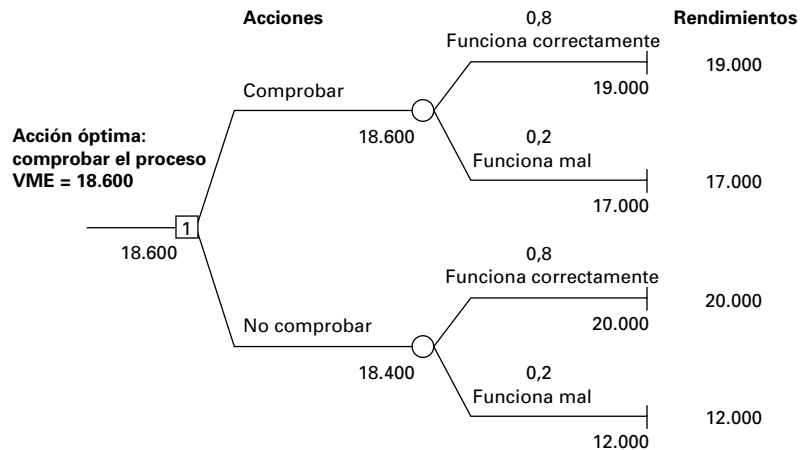 Acciones
0,8
Rendimientos
Funciona correctamente
19.000
19.000
Comprobar
18.600
0,2
Funciona mal
17.000
17.000
Acción óptima:
comprobar el proceso
VME = 18.600
1
18.600
0,8
Funciona correctamente
20.000
20.000
No comprobar
18.400
0,2
Funciona mal
12.000
12.000